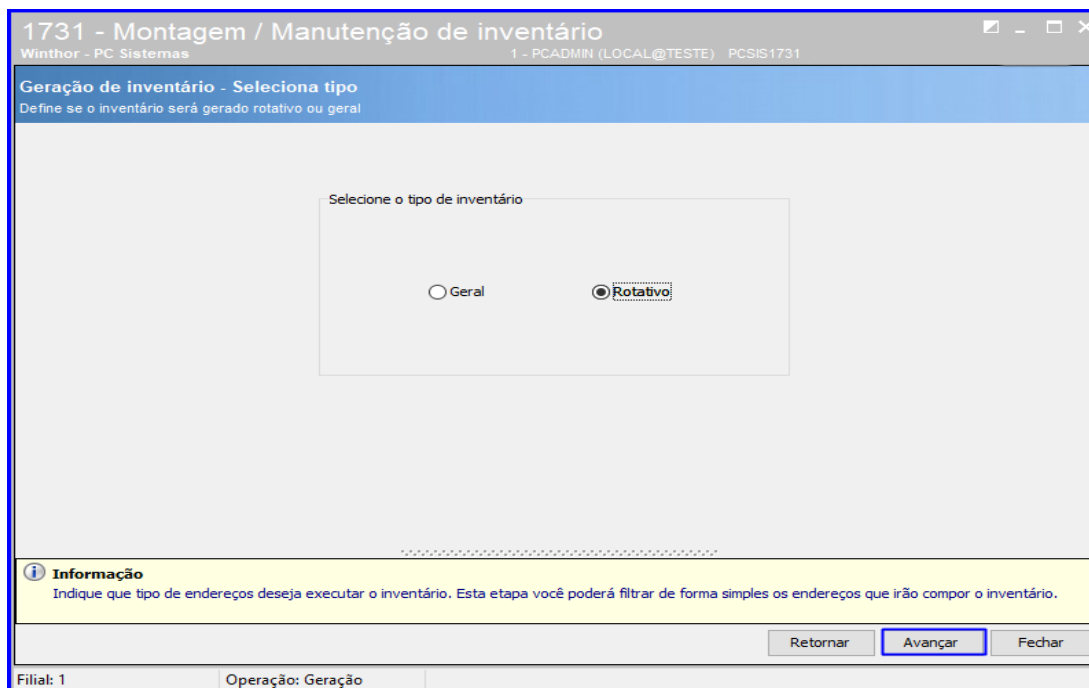 1731 - Montagem / Manutenção de inventário
Winthor - PC Sistemas 1 - PCADMIN (LOCAL@TESTE) PCSIS1731
Geração de inventário - Seleciona tipo
Define se o inventário será gerado rotativo ou geral
Selecione o tipo de inventário
Geral Rotativo
Informação
Indique que tipo de endereços deseja executar o inventário. Esta etapa você poderá filtrar de forma simples os endereços que irão compor o inventário.
Retornar Avançar Fechar
Filial: 1 Operação: Geração